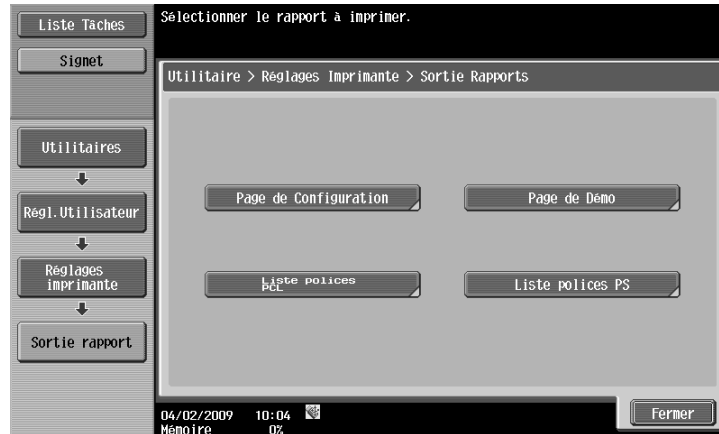 Liste Tâches
Sélectionner le rapport à imprimer.
Signet
Utilitaire > Réglages Imprimante > Sortie Rapports
Utilitaires
Régl.Utilisateur
Réglages
imprimante
Sortie rapport
Page de Configuration
Page de Démo
Liste polices
PCL
Liste polices PS
Fermer
04/02/2009 10:04
Mémoire 0%